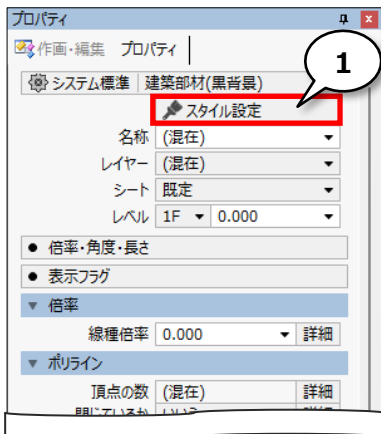 プロパティ
作画・編集 プロパティ
1
システム標準 建築部材(黒背景)
スタイル設定
名称 (混在)
レイヤー (混在)
シート 既定
レベル 1F 0.000
倍率・角度・長さ
表示フラグ
倍率
線種倍率 0.000 詳細
ポリライン
頂点の数 (混在) 詳細